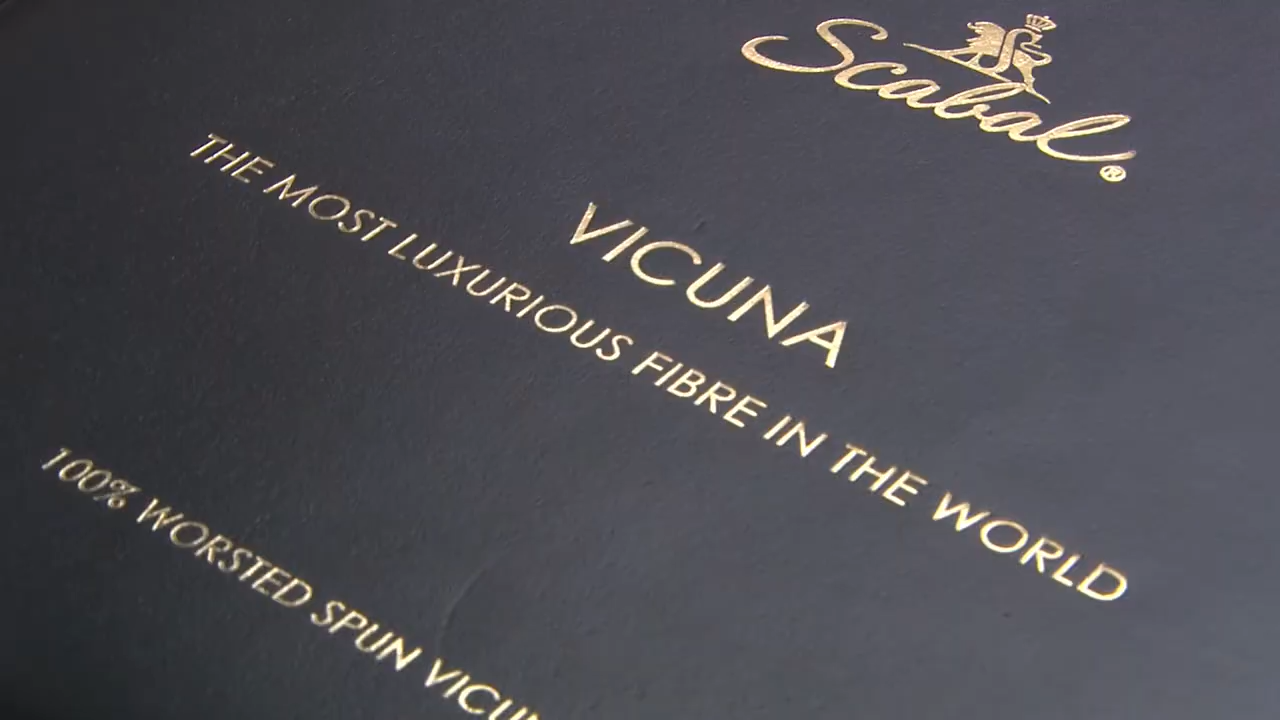 Scabal®
VICUNA
THE MOST LUXURIOUS FIBRE IN THE WORLD
100% WORSTED SPUN